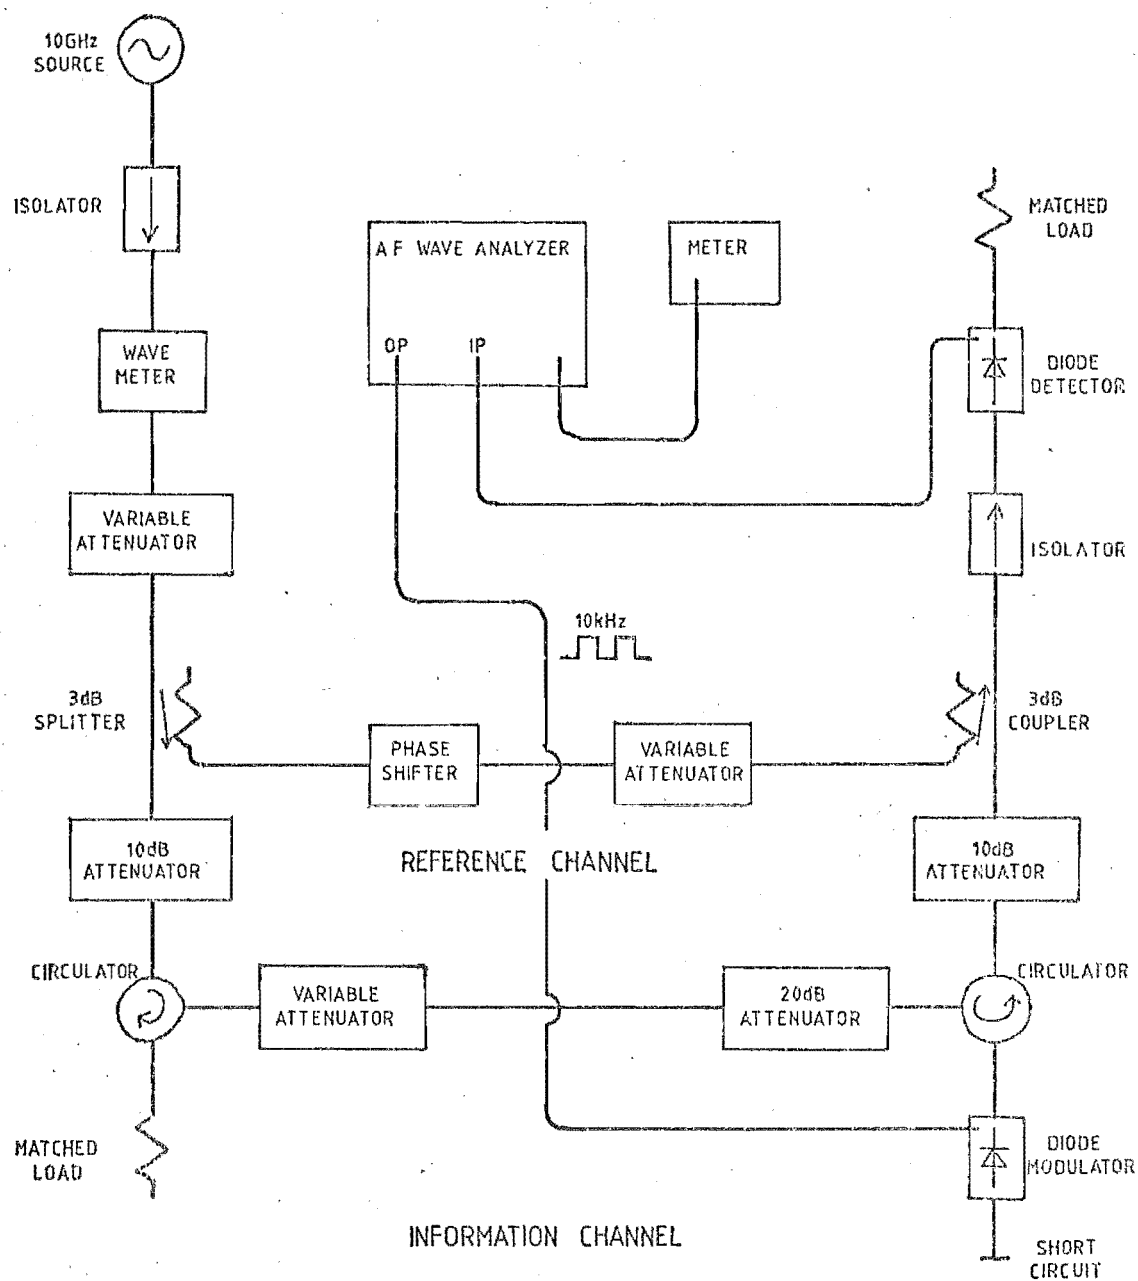 10GHz
SOURCE
ISOLATOR
WAVE
METER
VARIABLE
ATTENUATOR
AF WAVE ANALYZER
OP
IP
METER
MATCHED
LOAD
DIODE
DETECTOR
ISOLATOR
10kHz
3dB
SPLITTER
PHASE
SHIFTER
VARIABLE
ATTENUATOR
3dB
COUPLER
10dB
ATTENUATOR
REFERENCE CHANNEL
10dB
ATTENUATOR
CIRCULATOR
VARIABLE
ATTENUATOR
20dB
ATTENUATOR
CIRCULATOR
MATCHED
LOAD
DIODE
MODULATOR
INFORMATION CHANNEL
SHORT
CIRCUIT